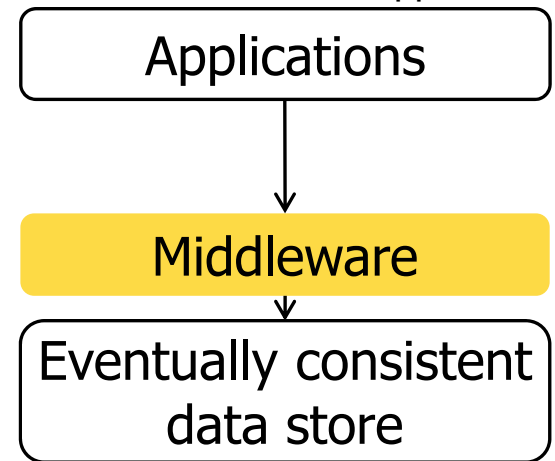 Applications
Middleware
Eventually consistent
data store